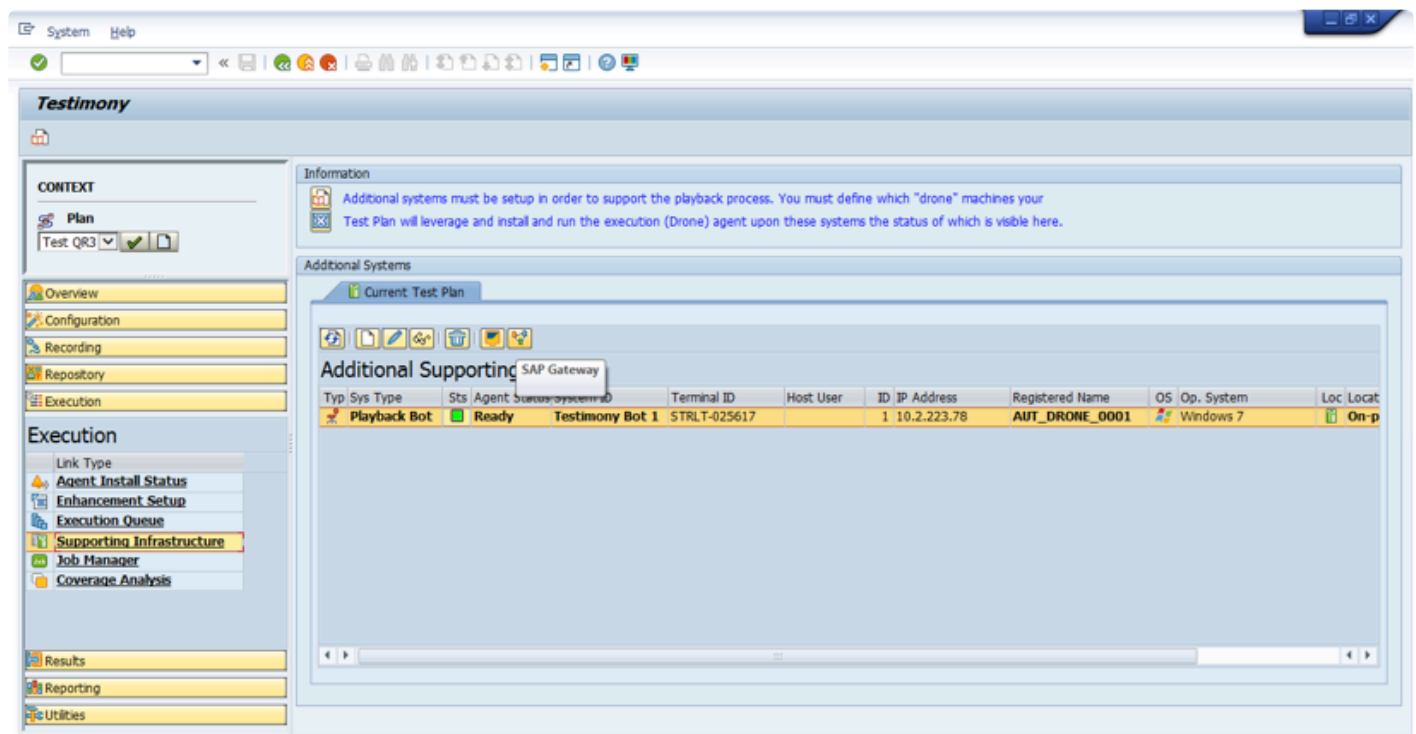 System Help
Testimony
CONTEXT
Plan
Test QR3
Overview
Configuration
Recording
Repository
Execution
Execution
Link Type
Agent Install Status
Enhancement Setup
Execution Queue
Supporting Infrastructure
Job Manager
Coverage Analysis
Results
Reporting
Utilities
Information
Additional systems must be setup in order to support the playback process. You must define which "drone" machines your
Test Plan will leverage and install and run the execution (Drone) agent upon these systems the status of which is visible here.
Additional Systems
Current Test Plan
Additional Supporting
SAP Gateway
Typ Sys Type Sts Agent Status System ID Terminal ID Host User ID IP Address Registered Name OS Op. System Loc Locat
Playback Bot Ready Testimony Bot 1 STRLT-025617 1 10.2.223.78 AUT_DRONE_0001 Windows 7 On-p